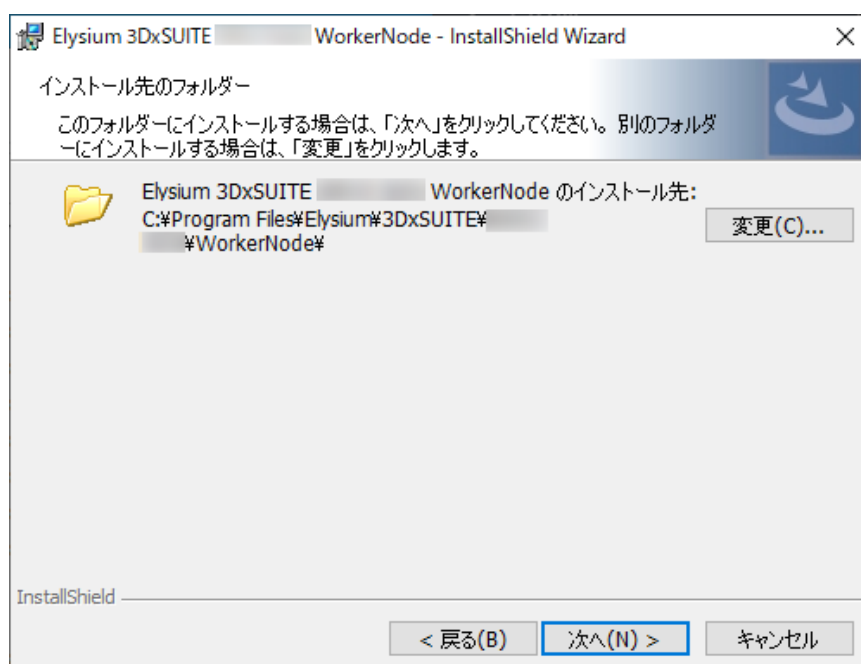 Elysium 3DxSUITE WorkerNode - InstallShield Wizard
インストール先のフォルダー
このフォルダーにインストールする場合は、「次へ」をクリックしてください。別のフォルダ
ーにインストールする場合は、「変更」をクリックします。
Elysium 3DxSUITE WorkerNode のインストール先:
C:¥Program Files¥Elysium¥3DxSUITE¥
¥WorkerNode¥
変更(C)...
InstallShield
< 戻る(B)
次へ(N) >
キャンセル